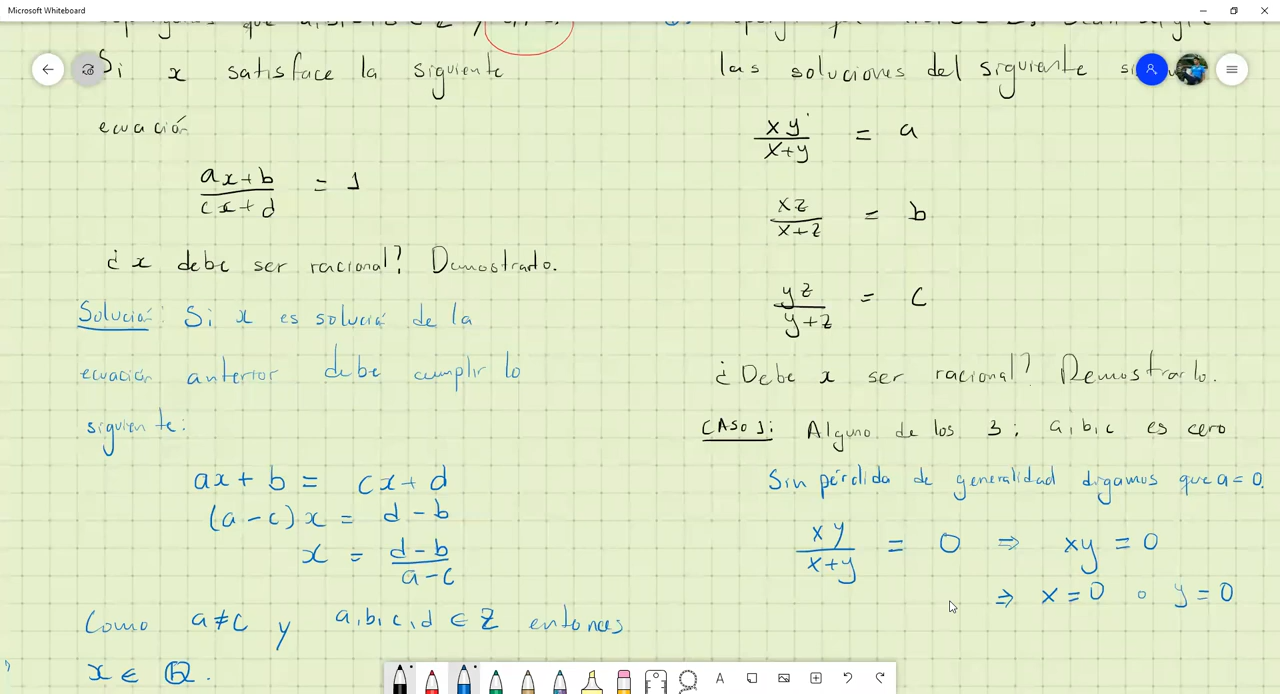 Microsoft Whiteboard
Si x satisface la siguiente
ecuación
ax+b
cx+d
= 1
¿ x debe ser racional? Demostrarlo.
Solución: Si x es solución de la
ecuación anterior debe cumplir lo
siguiente:
ax + b = cx + d
(a - c) x = d - b
x = d - b
a - c
Como a ≠ c y a, b, c, d ∈ Z entonces
x ∈ Q.
las soluciones del siguiente
xy
x+y
= a
xz
x+z
= b
yz
y+z
= c
¿Debe x ser racional? Demostrarlo.
CASO 1: Alguno de los 3; a, b, c es cero
Sin pérdida de generalidad digamos que a = 0.
xy
x+y
= 0 ⇒ xy = 0
⇒ x = 0 o y = 0
A